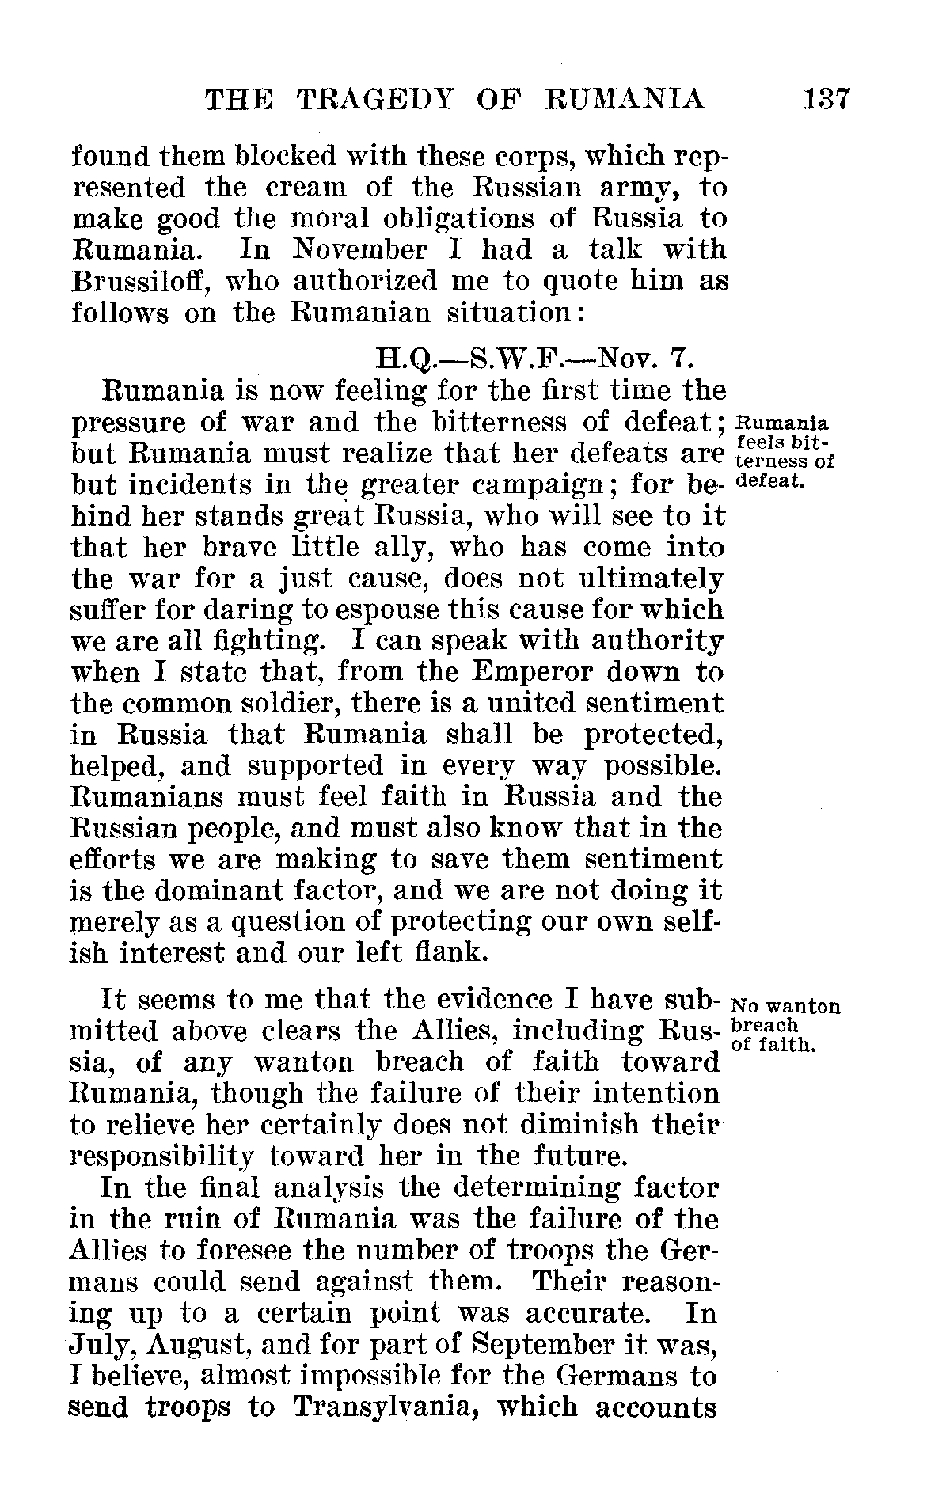 THE TRAGEDY OF RUMANIA 137
found them blocked with these corps, which rep-
resented the cream of the Russian army, to
make good the moral obligations of Russia to
Rumania. In November I had a talk with
Brussiloff, who authorized me to quote him as
follows on the Rumanian situation:
H.Q.—S.W.F.—Nov. 7.
Rumania is now feeling for the first time the
pressure of war and the bitterness of defeat;
but Rumania must realize that her defeats are
but incidents in the greater campaign; for be-
hind her stands great Russia, who will see to it
that her brave little ally, who has come into
the war for a just cause, does not ultimately
suffer for daring to espouse this cause for which
we are all fighting. I can speak with authority
when I state that, from the Emperor down to
the common soldier, there is a united sentiment
in Russia that Rumania shall be protected,
helped, and supported in every way possible.
Rumanians must feel faith in Russia and the
Russian people, and must also know that in the
efforts we are making to save them sentiment
is the dominant factor, and we are not doing it
merely as a question of protecting our own self-
ish interest and our left flank.
Rumania
feels bit-
terness of
defeat.
It seems to me that the evidence I have sub-
mitted above clears the Allies, including Rus-
sia, of any wanton breach of faith toward
Rumania, though the failure of their intention
to relieve her certainly does not diminish their
responsibility toward her in the future.
No wanton
breach
of faith.
In the final analysis the determining factor
in the ruin of Rumania was the failure of the
Allies to foresee the number of troops the Ger-
mans could send against them. Their reason-
ing up to a certain point was accurate. In
July, August, and for part of September it was,
I believe, almost impossible for the Germans to
send troops to Transylvania, which accounts